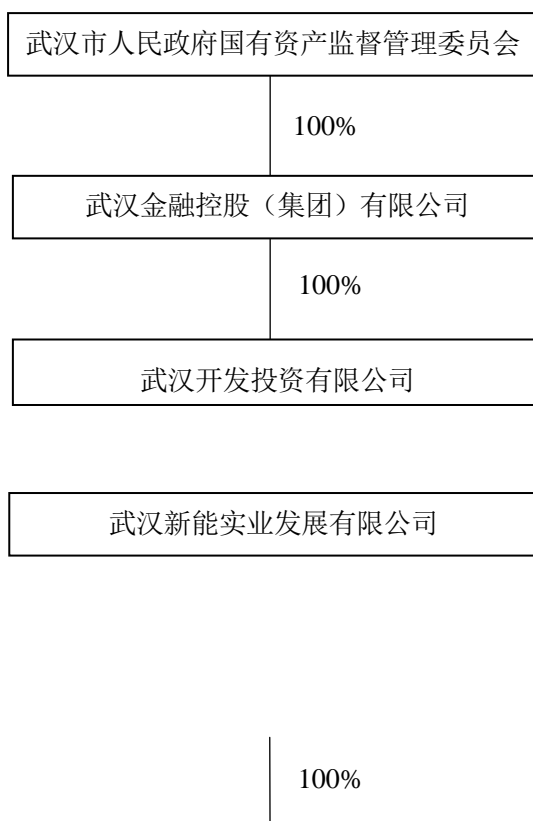 武汉市人民政府国有资产监督管理委员会
100%
武汉金融控股（集团）有限公司
100%
武汉开发投资有限公司
武汉新能实业发展有限公司
100%